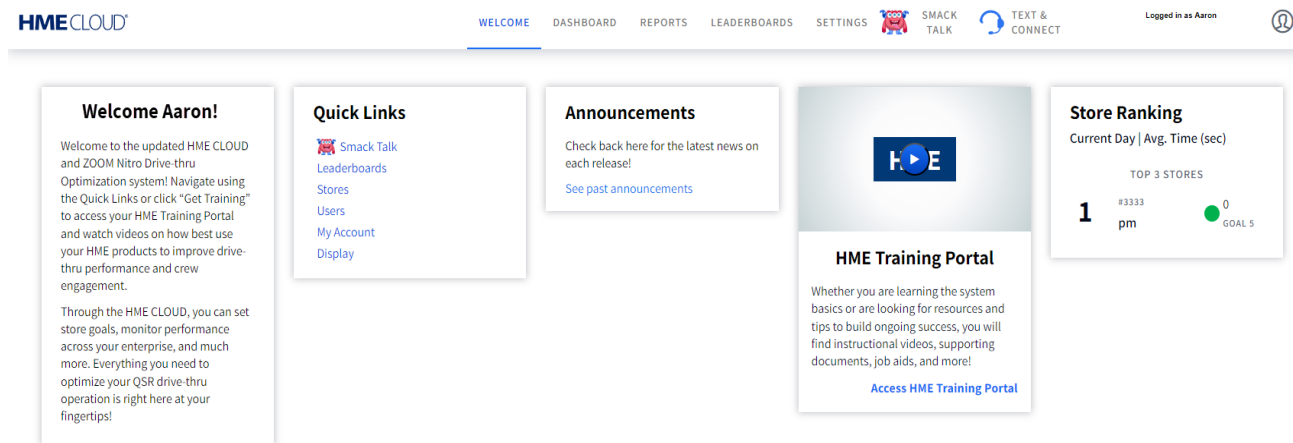 HME CLOUD®
WELCOME
DASHBOARD
REPORTS
LEADERBOARDS
SETTINGS
SMACK
TALK
TEXT &
CONNECT
Logged in as Aaron
Welcome Aaron!
Welcome to the updated HME CLOUD
and ZOOM Nitro Drive-thru
Optimization system! Navigate using
the Quick Links or click “Get Training”
to access your HME Training Portal
and watch videos on how best use
your HME products to improve drive-
thru performance and crew
engagement.
Through the HME CLOUD, you can set
store goals, monitor performance
across your enterprise, and much
more. Everything you need to
optimize your QSR drive-thru
operation is right here at your
fingertips!
Quick Links
Smack Talk
Leaderboards
Stores
Users
My Account
Display
Announcements
Check back here for the latest news on
each release!
See past announcements
HME Training Portal
Whether you are learning the system
basics or are looking for resources and
tips to build ongoing success, you will
find instructional videos, supporting
documents, job aids, and more!
Access HME Training Portal
Store Ranking
Current Day | Avg. Time (sec)
TOP 3 STORES
1
#3333
pm
0
GOAL 5